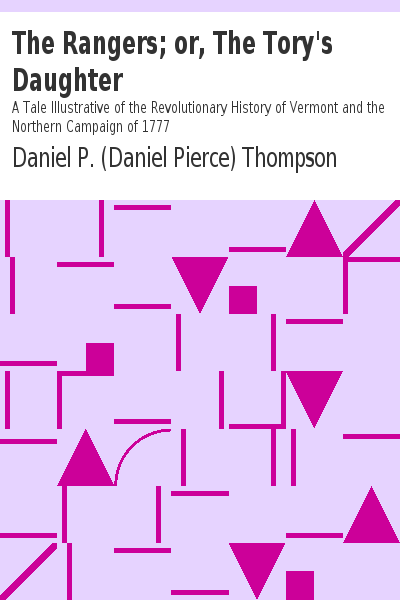 The Rangers; or, The Tory's
Daughter
A Tale Illustrative of the Revolutionary History of Vermont and the
Northern Campaign of 1777
Daniel P. (Daniel Pierce) Thompson